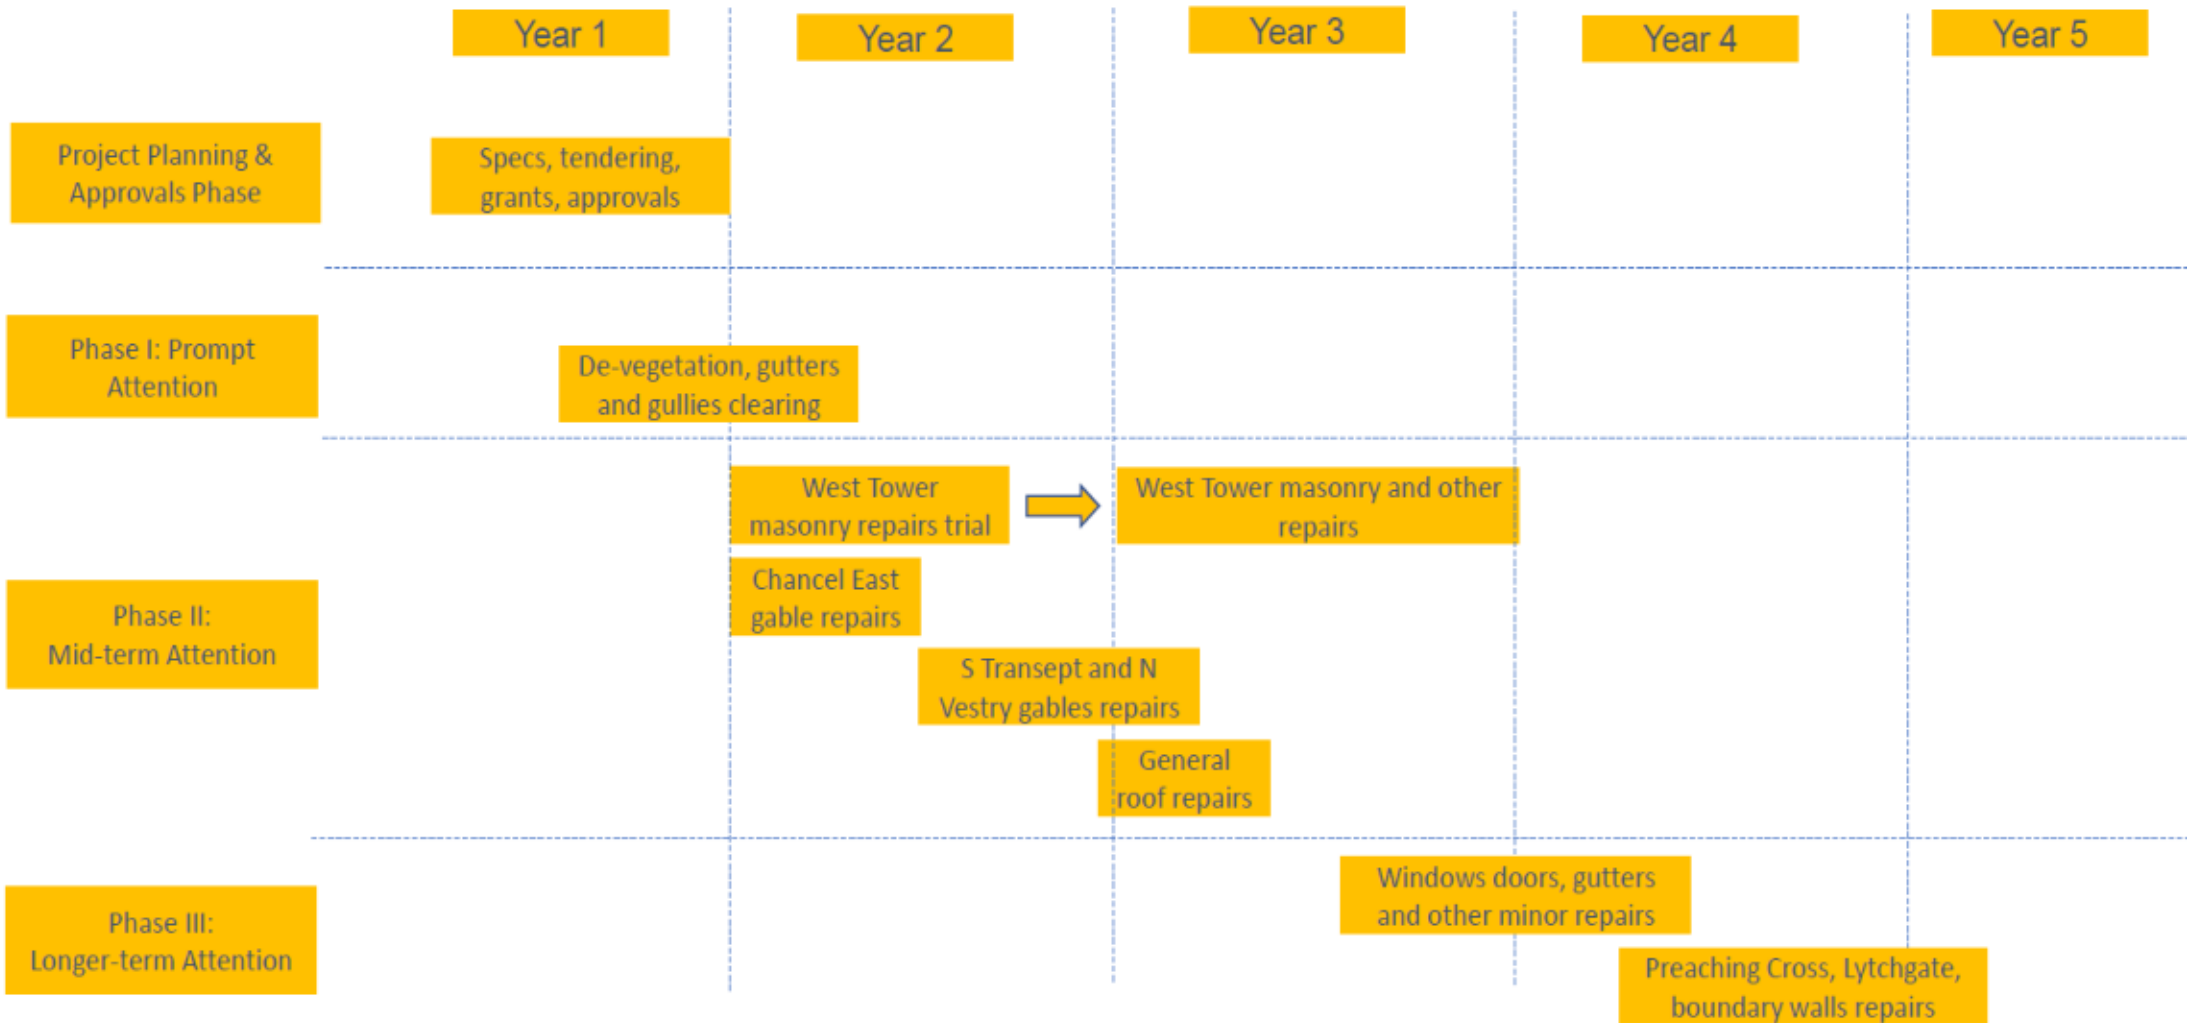 Year 1
Year 2
Year 3
Year 4
Year 5
Project Planning &
Approvals Phase
Specs, tendering,
grants, approvals
Phase I: Prompt
Attention
De-vegetation, gutters
and gullies clearing
Phase II:
Mid-term Attention
West Tower
masonry repairs trial
West Tower masonry and other
repairs
Chancel East
gable repairs
S Transept and N
Vestry gables repairs
General
roof repairs
Phase III:
Longer-term Attention
Windows doors, gutters
and other minor repairs
Preaching Cross, Lytchgate,
boundary walls repairs